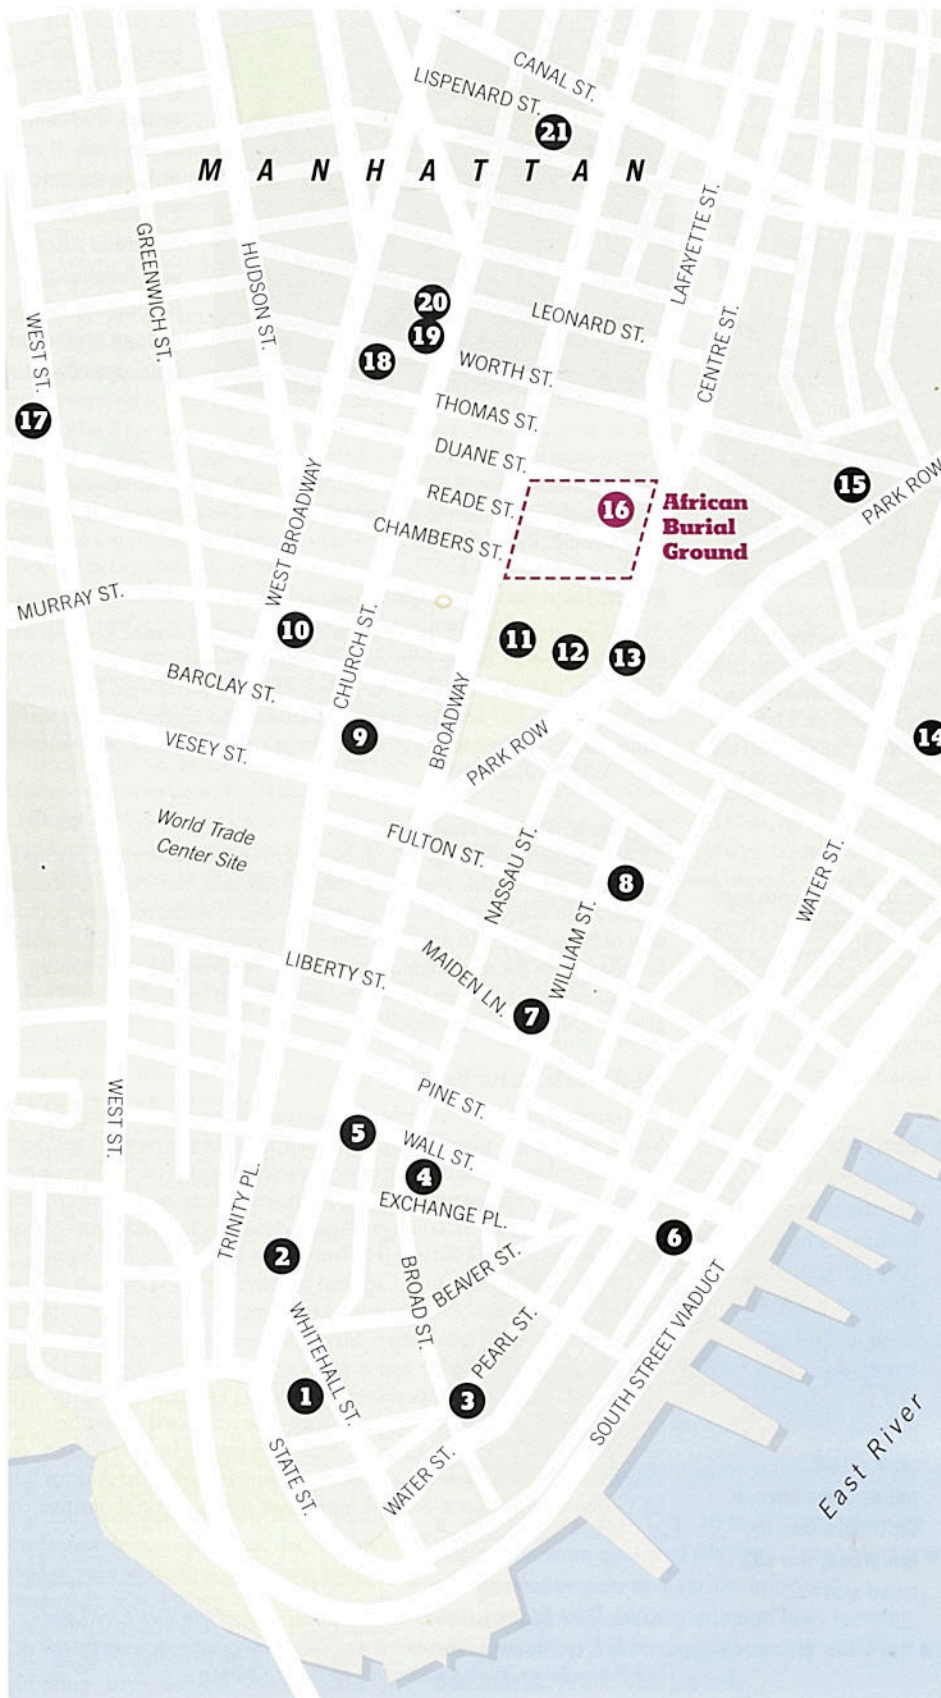 CANAL ST.
LISPENARD ST.
21
MANHATTAN
LAFAYETTE ST.
GREENWICH ST.
HUDSON ST.
20
LEONARD ST.
CENTRE ST.
WEST ST.
19
18
WORTH ST.
17
THOMAS ST.
DUANE ST.
15
PARK ROW
READE ST.
16
African
Burial
Ground
WEST BROADWAY
CHAMBERS ST.
MURRAY ST.
10
CHURCH ST.
11
12
13
BARCLAY ST.
BROADWAY
9
14
VESEY ST.
PARK ROW
World Trade
Center Site
FULTON ST.
NASSAU ST.
8
WATER ST.
WILLIAM ST.
LIBERTY ST.
MAIDEN LN.
7
WEST ST.
PINE ST.
5
WALL ST.
4
TRINITY PL.
EXCHANGE PL.
6
2
BEAVER ST.
BROAD ST.
WHITEHALL ST.
PEARL ST.
SOUTH STREET VIADUCT
1
3
STATE ST.
WATER ST.
East River